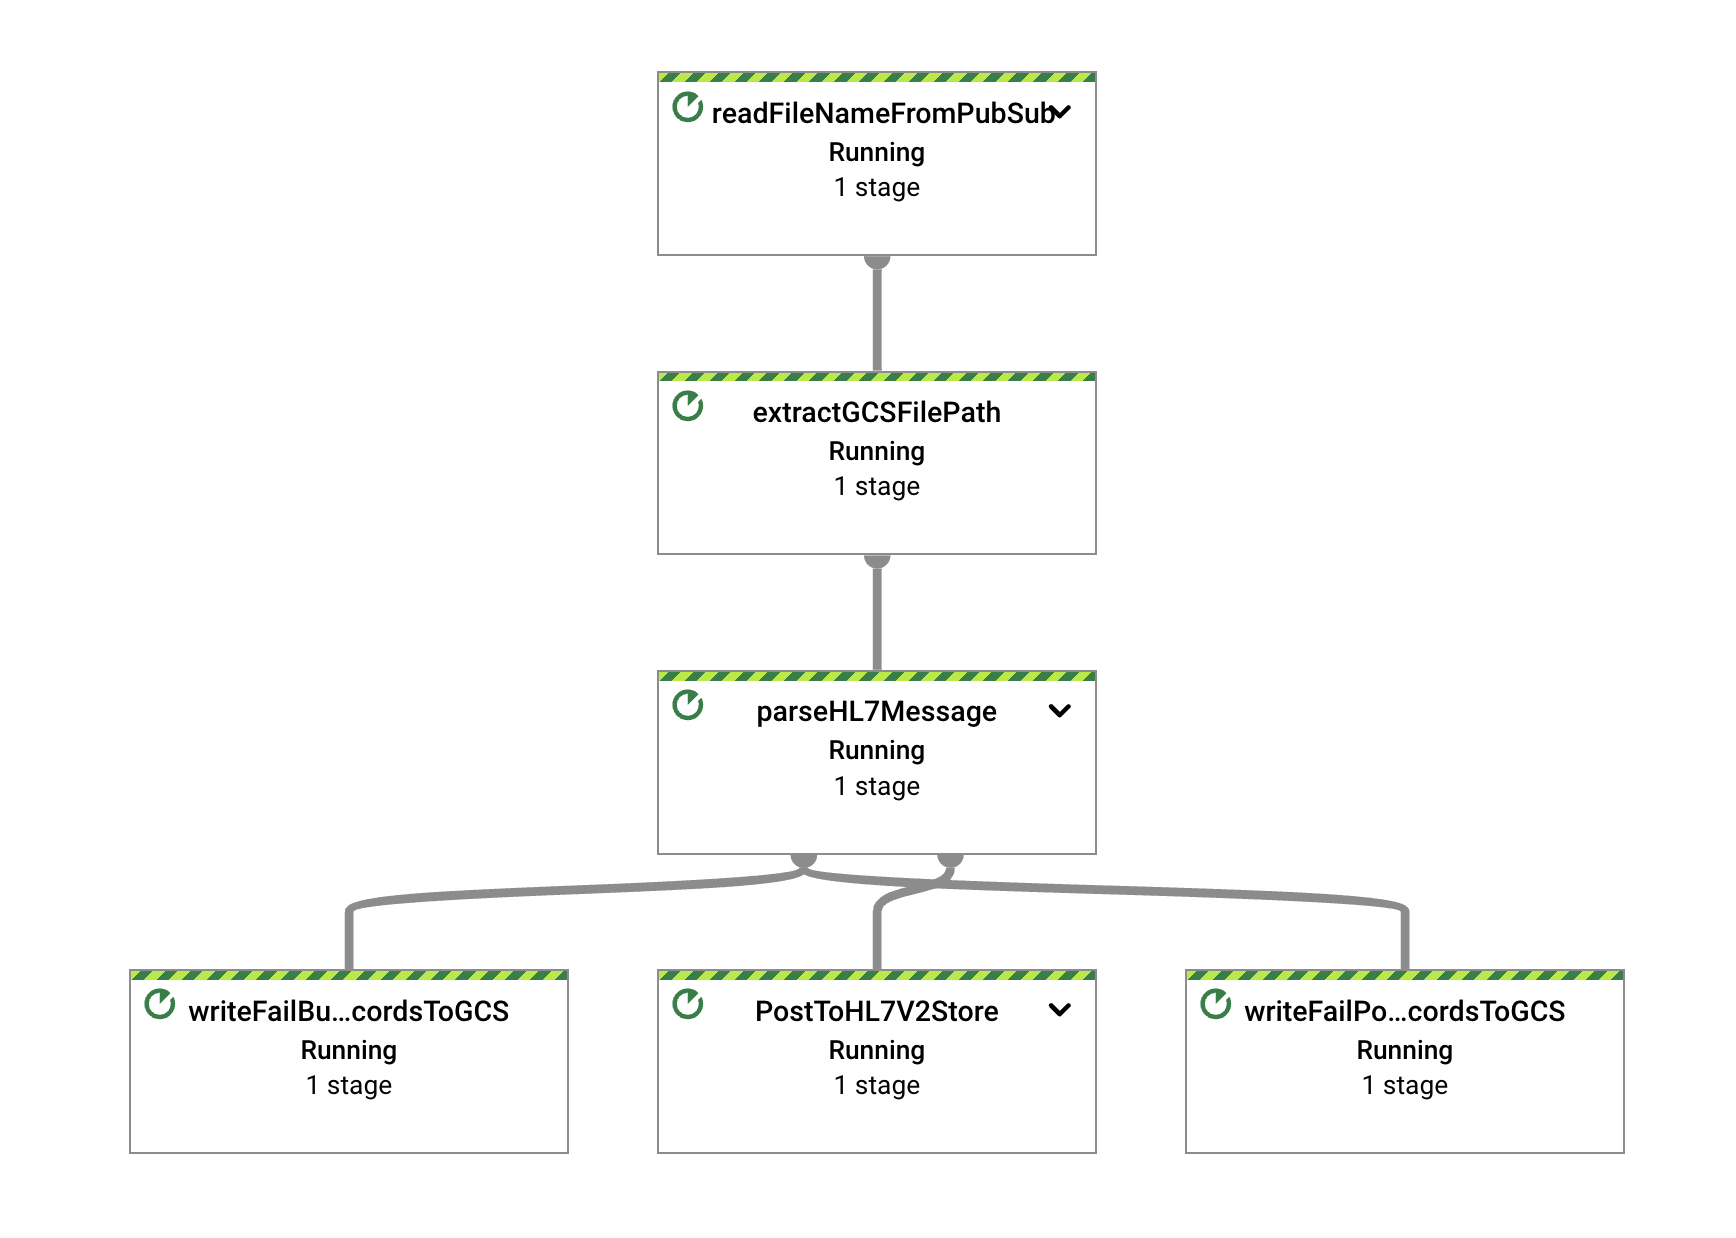 readFileNameFromPubSub
Running
1 stage
extractGCSFilePath
Running
1 stage
parseHL7Message
Running
1 stage
writeFailBu...cordsToGCS
Running
1 stage
PostToHL7V2Store
Running
1 stage
writeFailPo...cordsToGCS
Running
1 stage